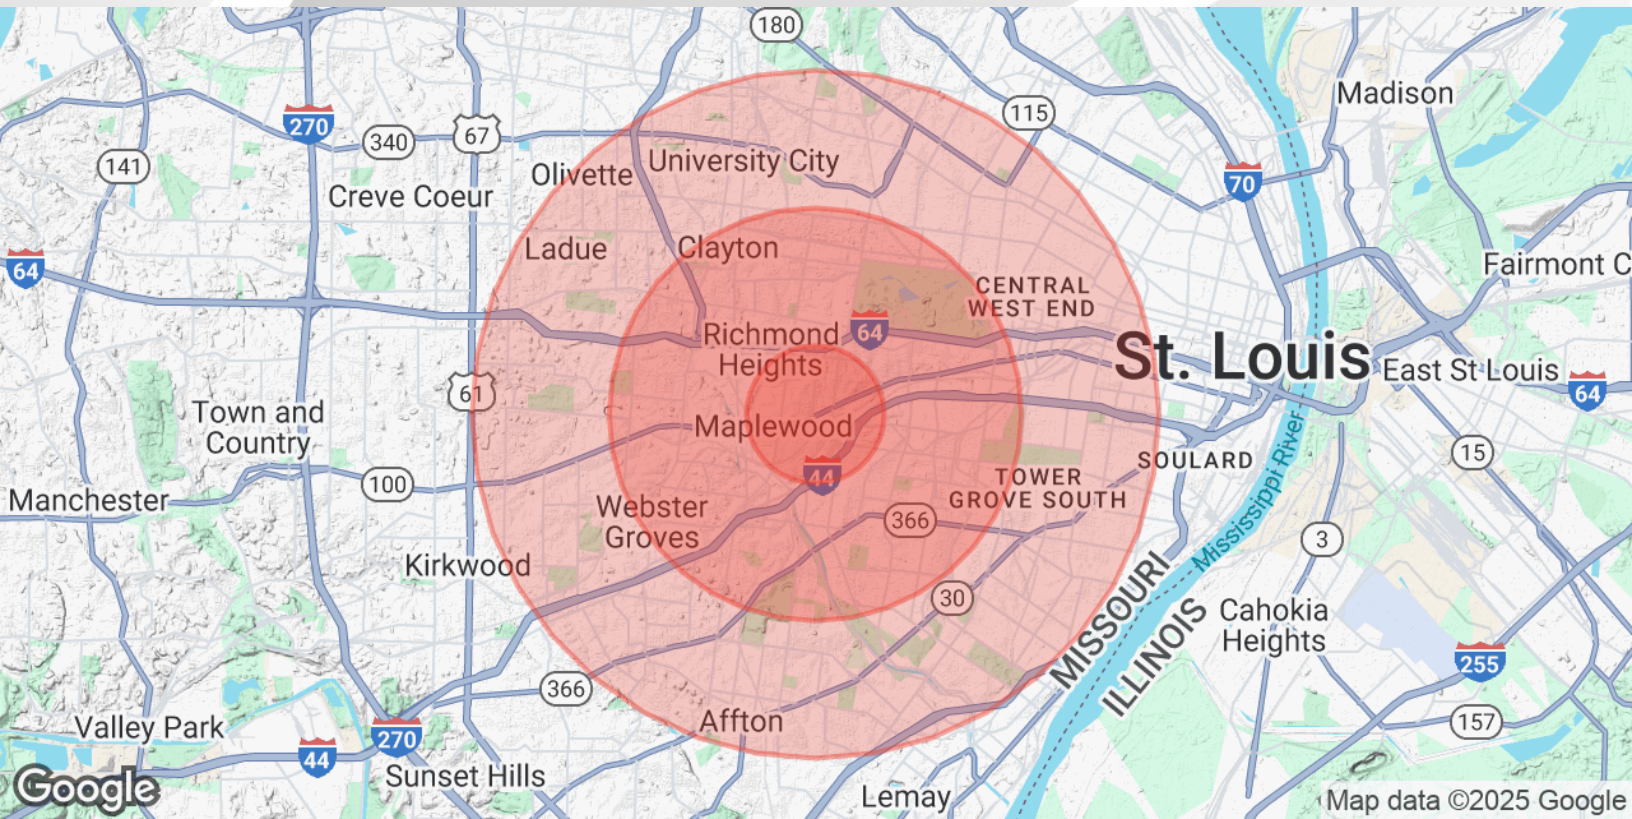 180
Madison
115
270
67
340
141
University City
Olivette
70
Creve Coeur
Ladue
Clayton
64
Fairmont C
CENTRAL
WEST END
Richmond
Heights
64
St. Louis
East St Louis
61
64
Town and
Country
Maplewood
15
SOULARD
44
100
TOWER
GROVE SOUTH
Manchester
Webster
Groves
366
Mississippi River
3
Kirkwood
30
MISSOURI
ILLINOIS
Cahokia
Heights
255
366
Affton
157
Valley Park
270
44
Sunset Hills
Google
Lemay
Map data ©2025 Google